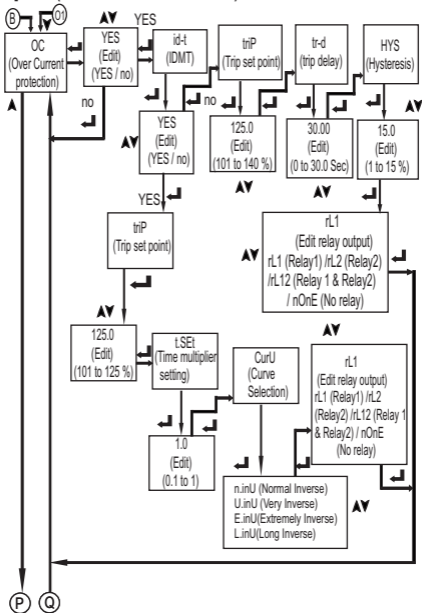 B
O1
OC
(Over Current
protection)
YES
(Edit)
(YES / no)
YES
no
id-t
(IDMT)
YES
(Edit)
(YES / no)
no
YES
triP
(Trip set point)
125.0
(Edit)
(101 to 140 %)
tr-d
(trip delay)
30.00
(Edit)
(0 to 30.0 Sec)
HYS
(Hysteresis)
15.0
(Edit)
(1 to 15 %)
rL1
(Edit relay output)
rL1 (Relay1) /rL2 (Relay2)
/rL12 (Relay 1 & Relay2)
/ nOnE (No relay)
triP
(Trip set point)
125.0
(Edit)
(101 to 125 %)
t.SEt
(Time multiplier
setting)
1.0
(Edit)
(0.1 to 1)
CurU
(Curve
Selection)
n.inU (Normal Inverse)
U.inU (Very Inverse)
E.inU(Extremely Inverse)
L.inU(Long Inverse)
rL1
(Edit relay output)
rL1 (Relay1) /rL2
(Relay2) /rL12 (Relay 1
& Relay2) / nOnE
(No relay)
P
Q